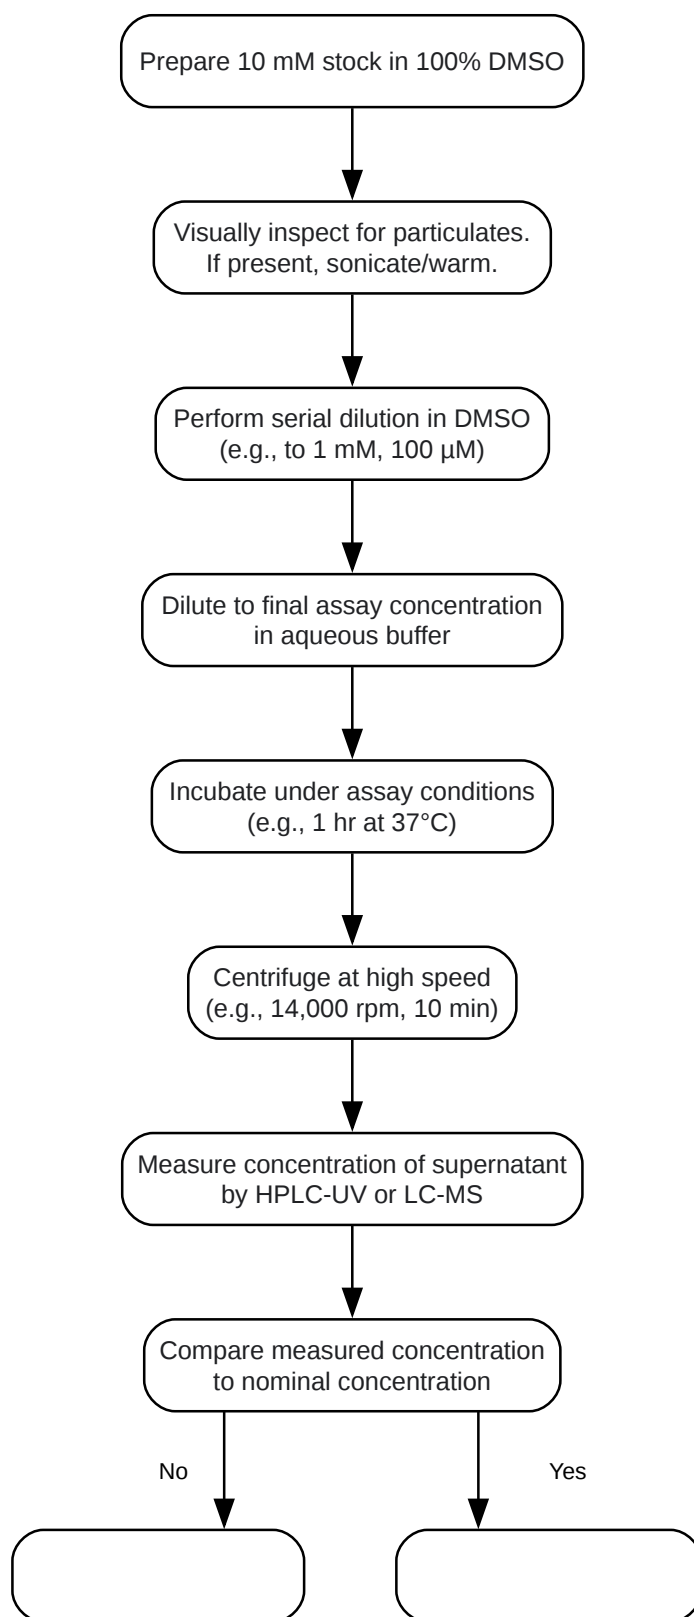 Prepare 10 mM stock in 100% DMSO
Visually inspect for particulates.
If present, sonicate/warm.
Perform serial dilution in DMSO
(e.g., to 1 mM, 100 µM)
Dilute to final assay concentration
in aqueous buffer
Incubate under assay conditions
(e.g., 1 hr at 37°C)
Centrifuge at high speed
(e.g., 14,000 rpm, 10 min)
Measure concentration of supernatant
by HPLC-UV or LC-MS
Compare measured concentration
to nominal concentration
No
Yes